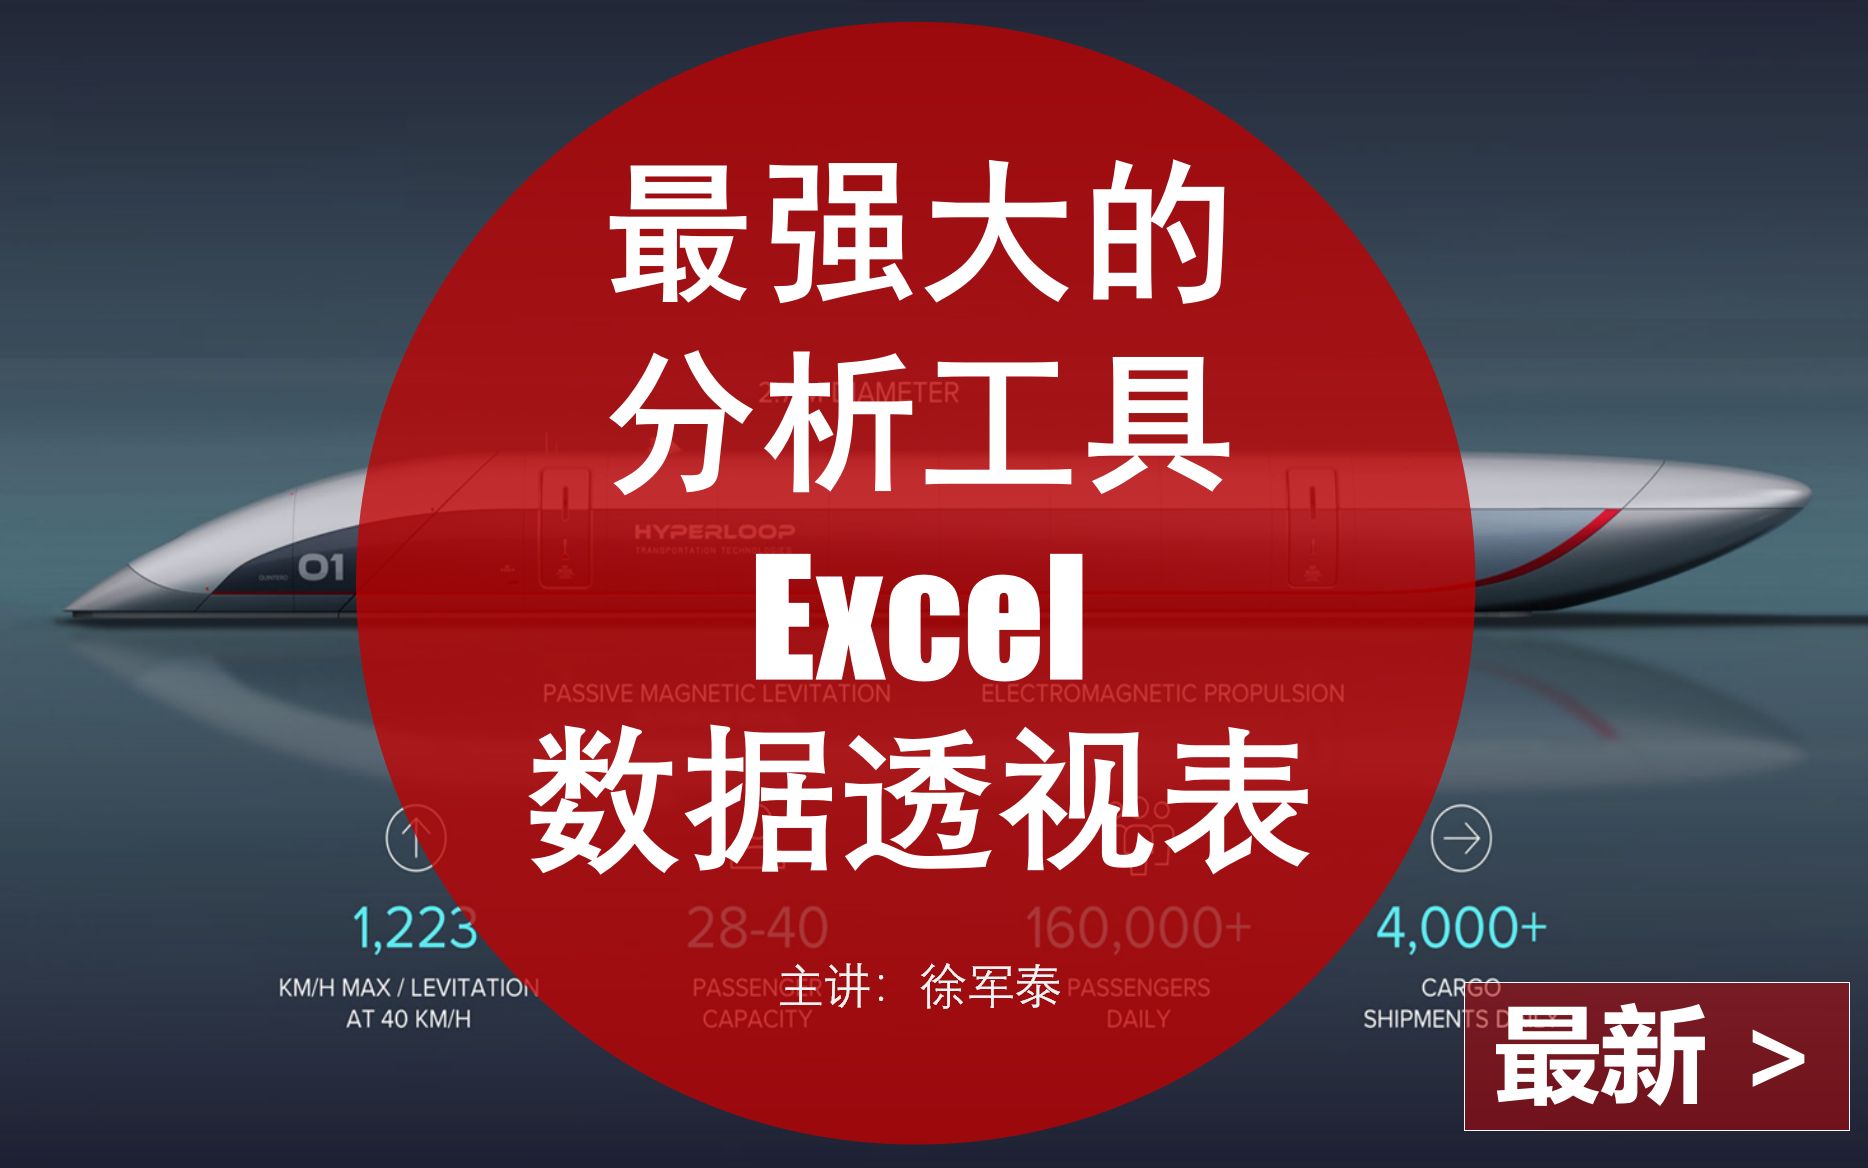 最强大的
分析工具
Excel
数据透视表
主讲：徐军泰
最新 >
DIAMETER
HYPERLOOP
TRANSPORTATION TECHNOLOGIES
QUINTERO
01
PASSIVE MAGNETIC LEVITATION
ELECTROMAGNETIC PROPULSION
1,223
KM/H MAX / LEVITATION
AT 40 KM/H
28-40
PASSENGER
CAPACITY
160,000+
PASSENGERS
DAILY
4,000+
CARGO
SHIPMENTS DAILY